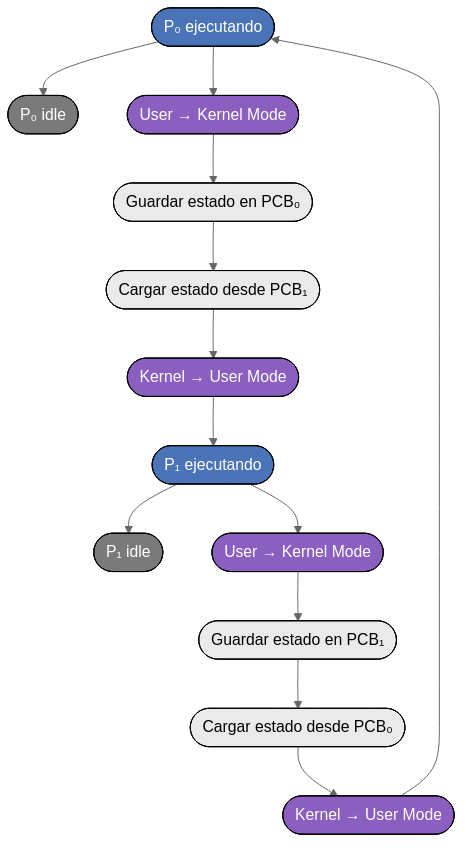 P₀ ejecutando
P₀ idle
User → Kernel Mode
Guardar estado en PCB₀
Cargar estado desde PCB₁
Kernel → User Mode
P₁ ejecutando
P₁ idle
User → Kernel Mode
Guardar estado en PCB₁
Cargar estado desde PCB₀
Kernel → User Mode